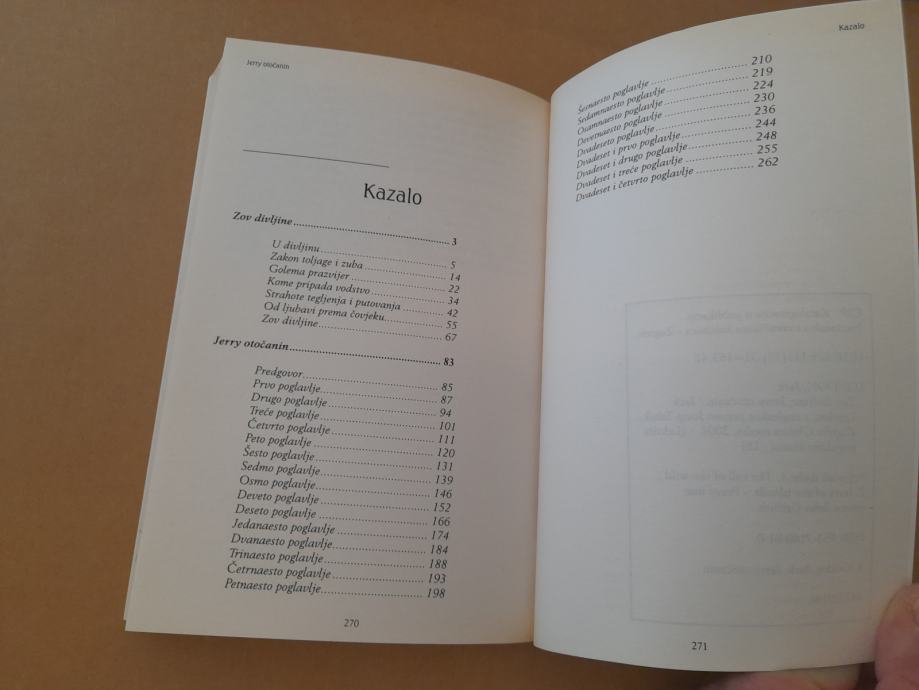 Jerry otočanin
Kazalo
Zov divljine 3
U divljinu 5
Zakon toljage i zuba 14
Golema prazvijer 22
Kome pripada vodstvo 34
Strahote tegljenja i putovanja 42
Od ljubavi prema čovjeku 55
Zov divljine 67
Jerry otočanin 83
Predgovor 85
Prvo poglavlje 87
Drugo poglavlje 94
Treće poglavlje 101
Četvrto poglavlje 111
Peto poglavlje 120
Šesto poglavlje 131
Sedmo poglavlje 139
Osmo poglavlje 146
Deveto poglavlje 152
Deseto poglavlje 166
Jedanaesto poglavlje 174
Dvanaesto poglavlje 184
Trinaesto poglavlje 188
Četrnaesto poglavlje 193
Petnaesto poglavlje 198
270
Kazalo
Šesnaesto poglavlje 210
Sedamnaesto poglavlje 219
Osamnaesto poglavlje 224
Devetnaesto poglavlje 230
Dvadeseto poglavlje 236
Dvadeset i prvo poglavlje 244
Dvadeset i drugo poglavlje 248
Dvadeset i treće poglavlje 255
Dvadeset i četvrto poglavlje 262
271